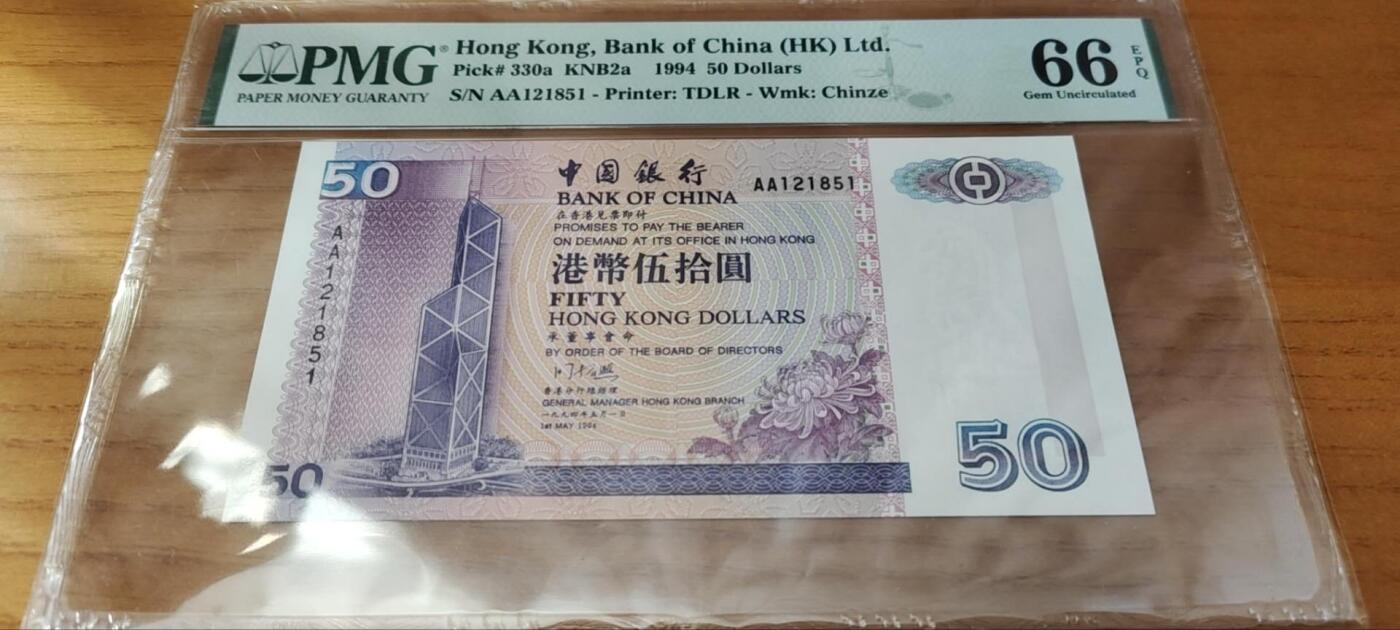 PMG® Hong Kong, Bank of China (HK) Ltd.
PAPER MONEY GUARANTY
Pick# 330a KNB2a 1994 50 Dollars
S/N AA121851 - Printer: TDLR - Wmk: Chinze
66 EPQ
Gem Uncirculated
50
中國銀行
AA121851
BANK OF CHINA
在香港見票即付
PROMISES TO PAY THE BEARER
ON DEMAND AT ITS OFFICE IN HONG KONG
港幣伍拾圓
FIFTY
HONG KONG DOLLARS
承董事會命
BY ORDER OF THE BOARD OF DIRECTORS
香港分行總經理
GENERAL MANAGER HONG KONG BRANCH
一九九四年五月一日
1st MAY 1994
AA121851
50
50